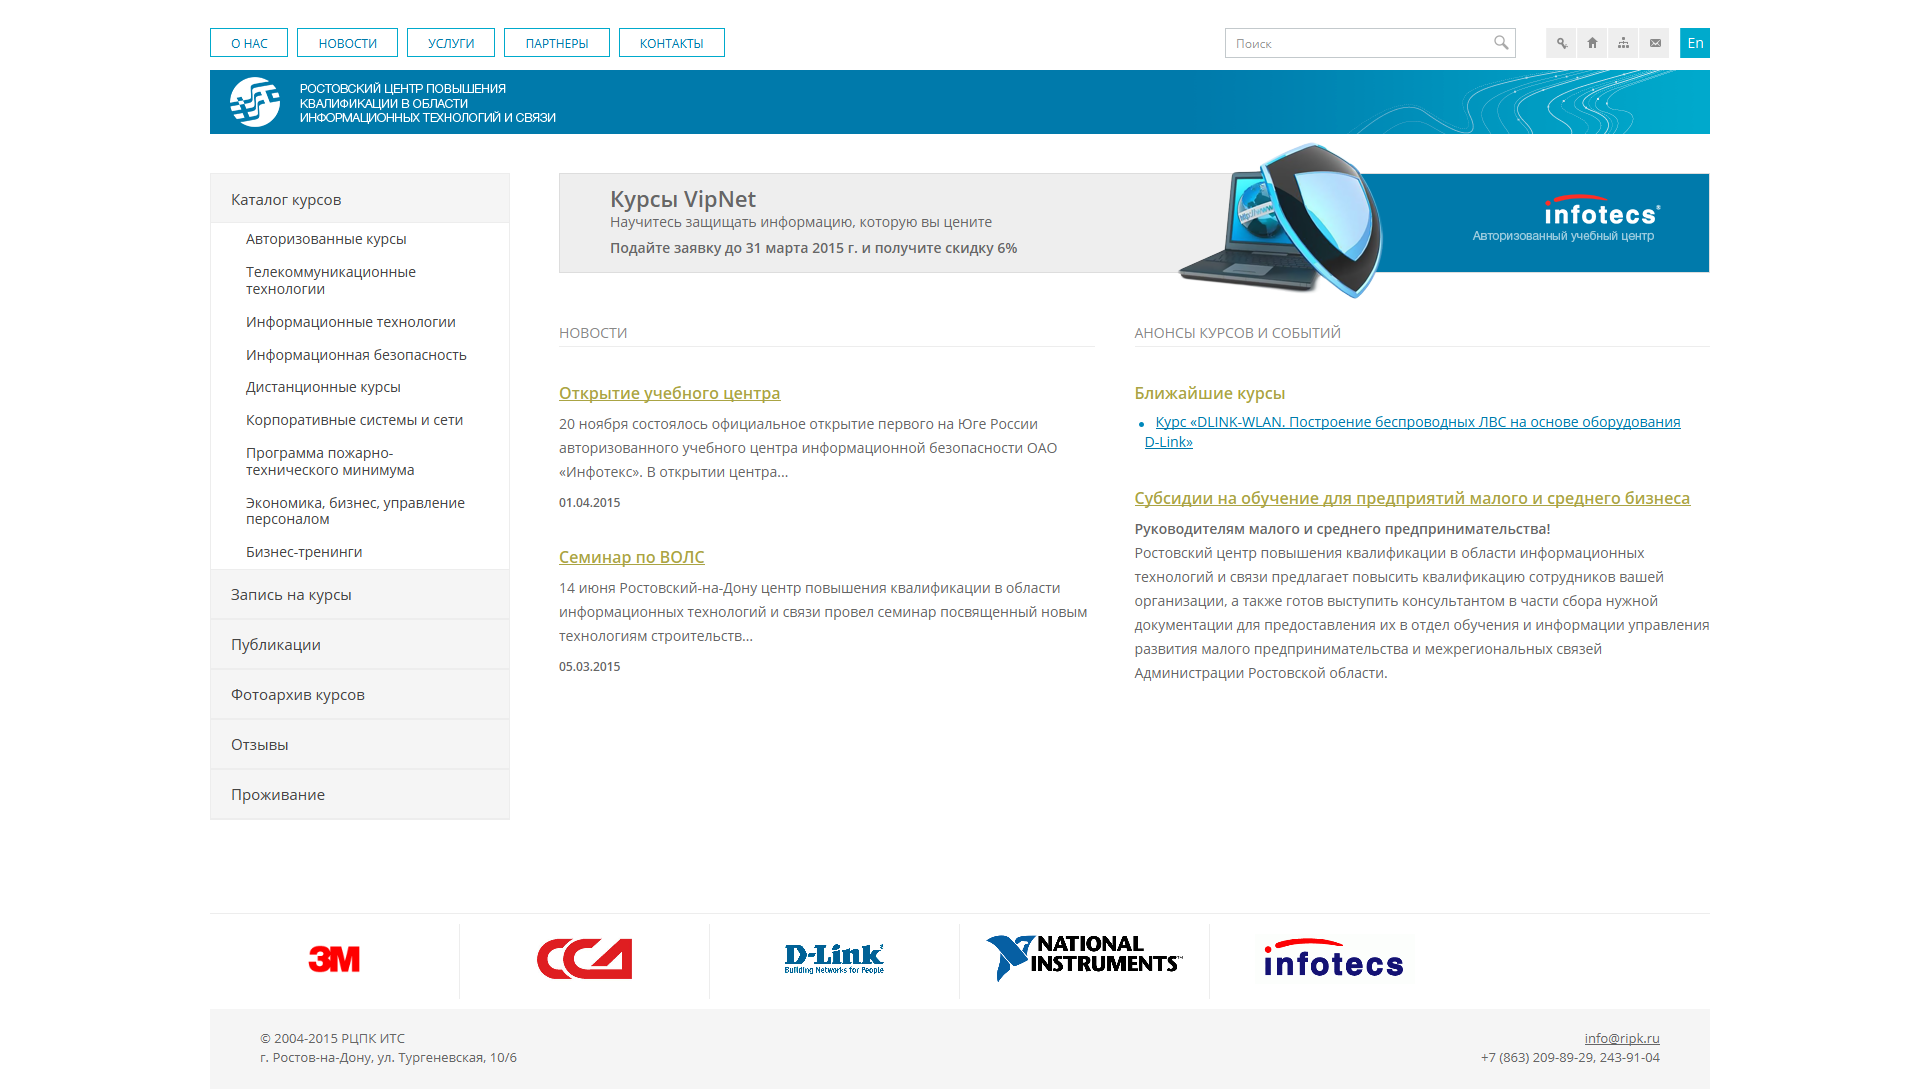 О НАС
НОВОСТИ
УСЛУГИ
ПАРТНЕРЫ
КОНТАКТЫ
Поиск
En
РОСТОВСКИЙ ЦЕНТР ПОВЫШЕНИЯ
КВАЛИФИКАЦИИ В ОБЛАСТИ
ИНФОРМАЦИОННЫХ ТЕХНОЛОГИЙ И СВЯЗИ
Каталог курсов
Авторизованные курсы
Телекоммуникационные
технологии
Информационные технологии
Информационная безопасность
Дистанционные курсы
Корпоративные системы и сети
Программа пожарно-
технического минимума
Экономика, бизнес, управление
персоналом
Бизнес-тренинги
Запись на курсы
Публикации
Фотоархив курсов
Отзывы
Проживание
Курсы VipNet
Научитесь защищать информацию, которую вы цените
Подайте заявку до 31 марта 2015 г. и получите скидку 6%
infotecs®
Авторизованный учебный центр
НОВОСТИ
Открытие учебного центра
20 ноября состоялось официальное открытие первого на Юге России
авторизованного учебного центра информационной безопасности ОАО
«Инфотекс». В открытии центра...
01.04.2015
Семинар по ВОЛС
14 июня Ростовский-на-Дону центр повышения квалификации в области
информационных технологий и связи провел семинар посвященный новым
технологиям строительств...
05.03.2015
АНОНСЫ КУРСОВ И СОБЫТИЙ
Ближайшие курсы
• Курс «DLINK-WLAN. Построение беспроводных ЛВС на основе оборудования
D-Link»
Субсидии на обучение для предприятий малого и среднего бизнеса
Руководителям малого и среднего предпринимательства!
Ростовский центр повышения квалификации в области информационных
технологий и связи предлагает повысить квалификацию сотрудников вашей
организации, а также готов выступить консультантом в части сбора нужной
документации для предоставления их в отдел обучения и информации управления
развития малого предпринимательства и межрегиональных связей
Администрации Ростовской области.
3M
ССД
D-Link
Building Networks for People
NATIONAL
INSTRUMENTS™
infotecs
© 2004-2015 РЦПК ИТС
г. Ростов-на-Дону, ул. Тургеневская, 10/6
info@ripk.ru
+7 (863) 209-89-29, 243-91-04